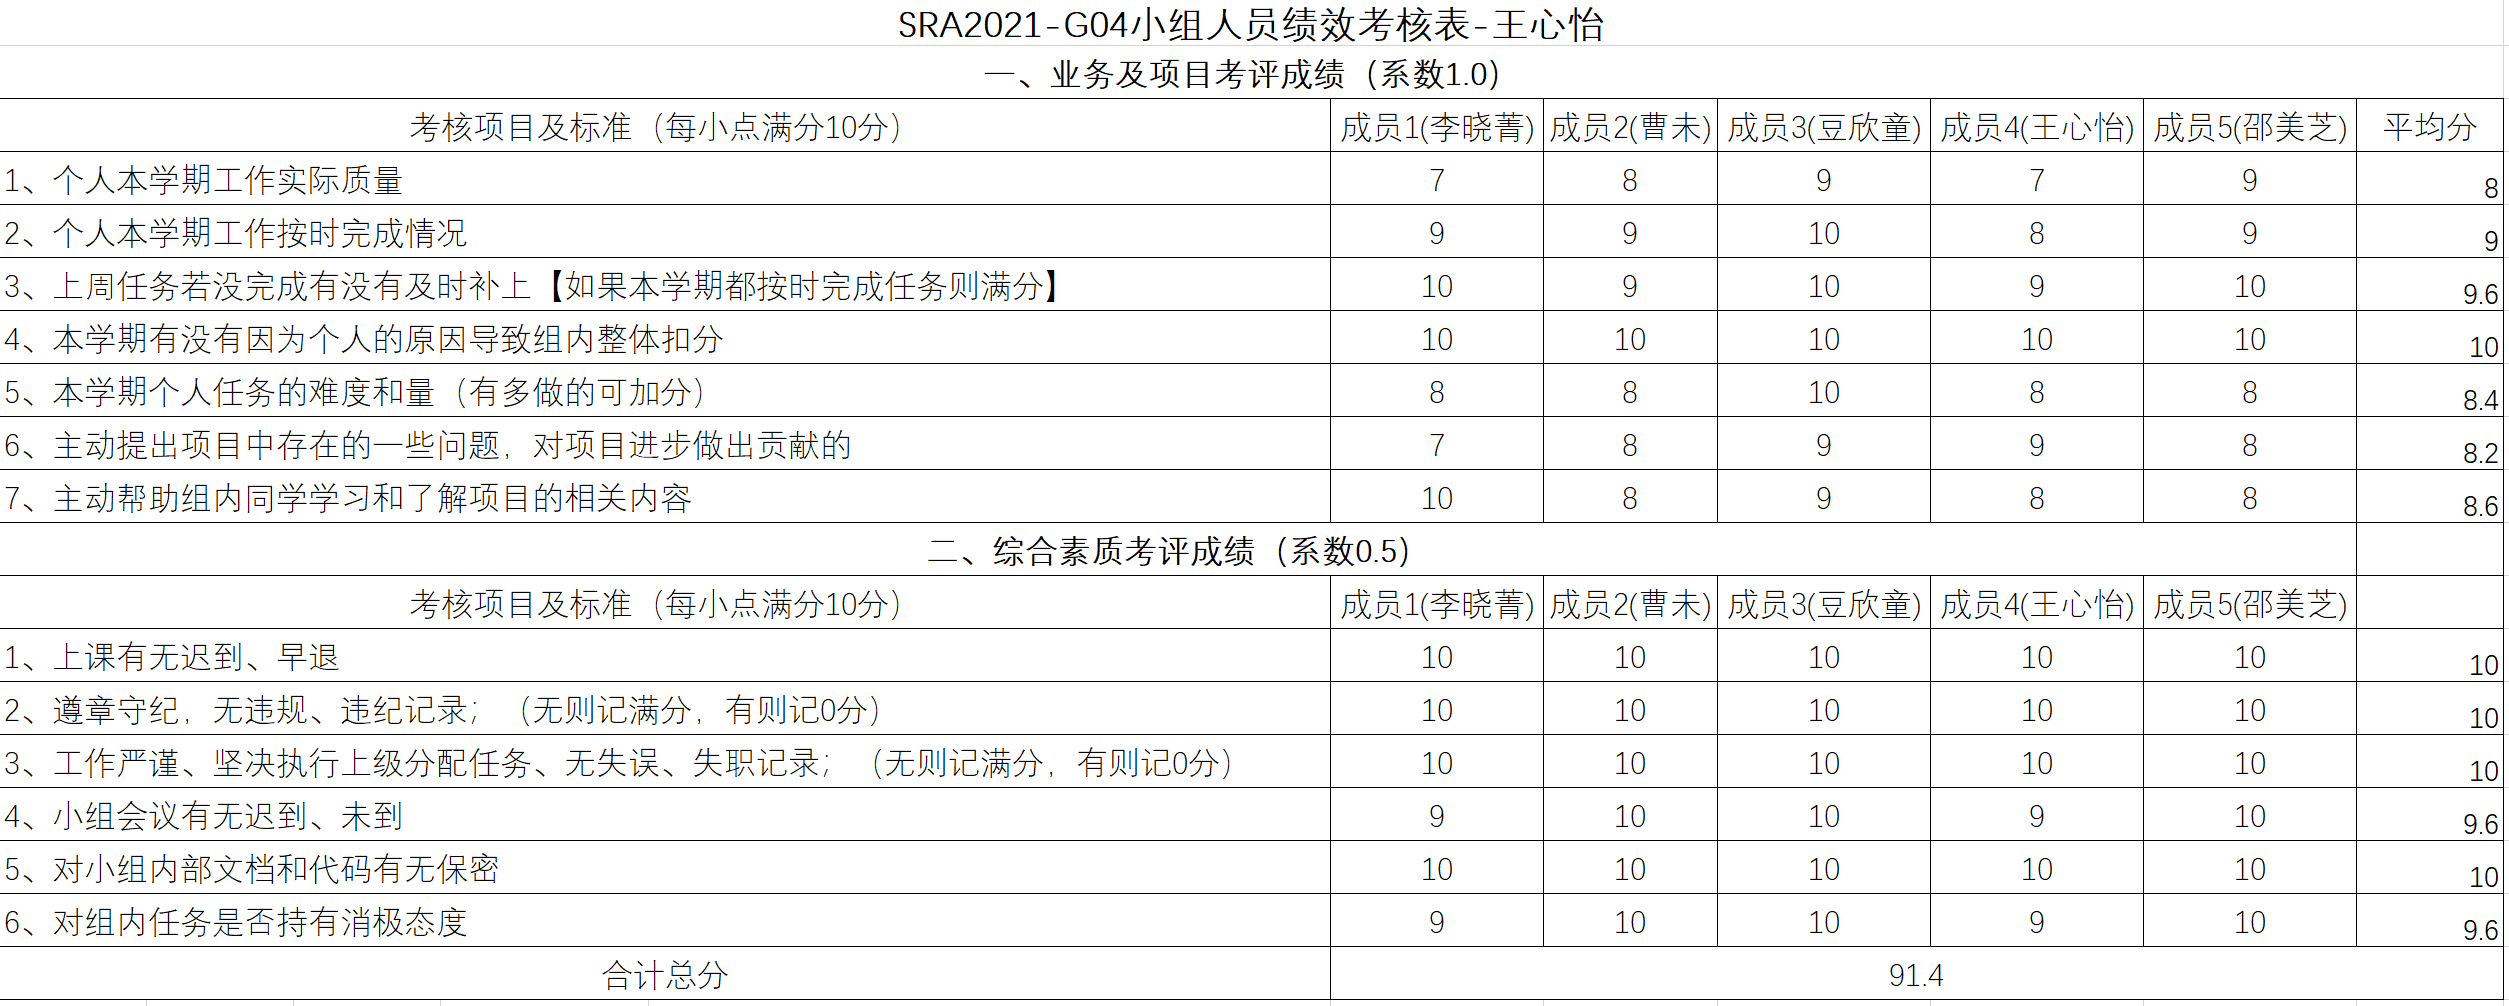 SRA2021-G04小组人员绩效考核表-王心怡
一、业务及项目考评成绩（系数1.0）
考核项目及标准（每小点满分10分） 成员1(李晓菁) 成员2(曹未) 成员3(豆欣童) 成员4(王心怡) 成员5(邵美芝) 平均分
1、个人本学期工作实际质量 7 8 9 7 9 8
2、个人本学期工作按时完成情况 9 9 10 8 9 9
3、上周任务若没完成有没有及时补上【如果本学期都按时完成任务则满分】 10 9 10 9 10 9.6
4、本学期有没有因为个人的原因导致组内整体扣分 10 10 10 10 10 10
5、本学期个人任务的难度和量（有多做的可加分） 8 8 10 8 8 8.4
6、主动提出项目中存在的一些问题，对项目进步做出贡献的 7 8 9 9 8 8.2
7、主动帮助组内同学学习和了解项目的相关内容 10 8 9 8 8 8.6
二、综合素质考评成绩（系数0.5）
考核项目及标准（每小点满分10分） 成员1(李晓菁) 成员2(曹未) 成员3(豆欣童) 成员4(王心怡) 成员5(邵美芝)
1、上课有无迟到、早退 10 10 10 10 10 10
2、遵章守纪，无违规、违纪记录；（无则记满分，有则记0分） 10 10 10 10 10 10
3、工作严谨、坚决执行上级分配任务、无失误、失职记录；（无则记满分，有则记0分） 10 10 10 10 10 10
4、小组会议有无迟到、未到 9 10 10 9 10 9.6
5、对小组内部文档和代码有无保密 10 10 10 10 10 10
6、对组内任务是否持有消极态度 9 10 10 9 10 9.6
合计总分 91.4